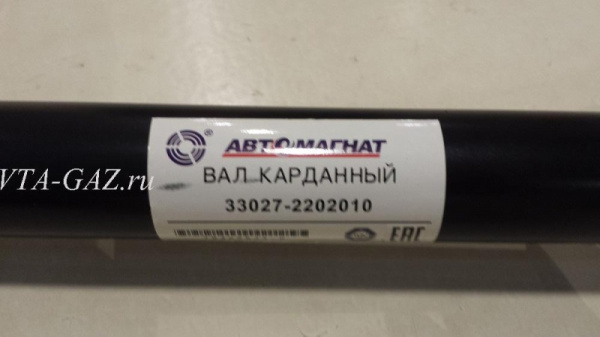 ® АВТОМАГНАТ
ВАЛ КАРДАННЫЙ
VTA-GAZ.ru
33027-2202010
EAC